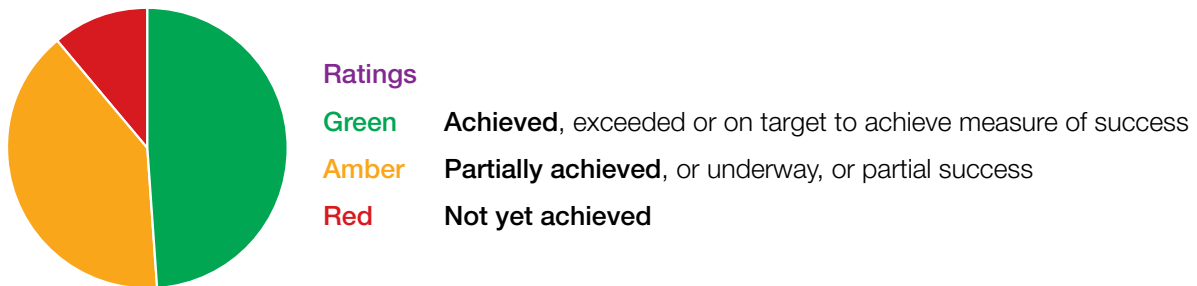 Ratings
Green Achieved, exceeded or on target to achieve measure of success
Amber Partially achieved, or underway, or partial success
Red Not yet achieved